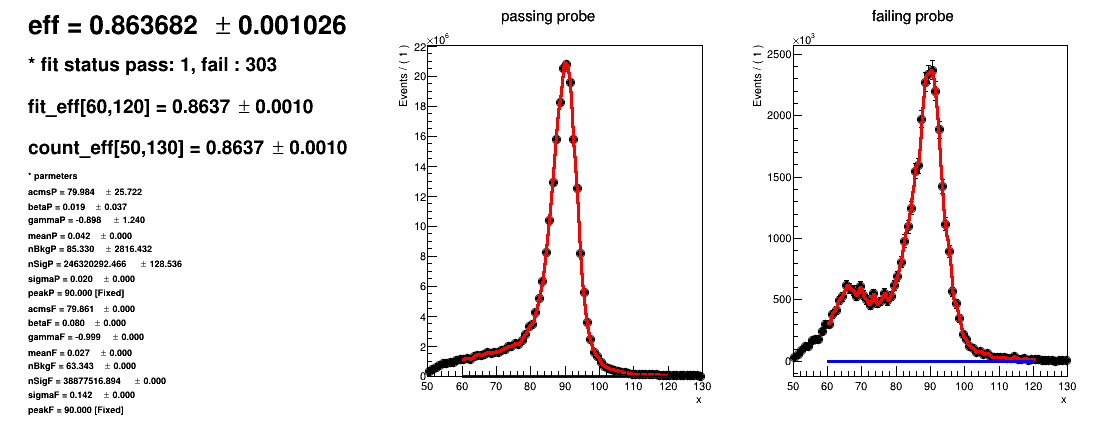 eff = 0.863682 ± 0.001026
* fit status pass: 1, fail : 303
fit_eff[60,120] = 0.8637 ± 0.0010
count_eff[50,130] = 0.8637 ± 0.0010
* parmeters
acmsP = 79.984 ± 25.722
betaP = 0.019 ± 0.037
gammaP = -0.898 ± 1.240
meanP = 0.042 ± 0.000
nBkgP = 85.330 ± 2816.432
nSigP = 246320292.466 ± 128.536
sigmaP = 0.020 ± 0.000
peakP = 90.000 [Fixed]
acmsF = 79.861 ± 0.000
betaF = 0.080 ± 0.000
gammaF = -0.999 ± 0.000
meanF = 0.027 ± 0.000
nBkgF = 63.343 ± 0.000
nSigF = 38877516.894 ± 0.000
sigmaF = 0.142 ± 0.000
peakF = 90.000 [Fixed]
passing probe
×10⁶
Events / ( 1 )
22
20
18
16
14
12
10
8
6
4
2
0
50 60 70 80 90 100 110 120 130
x
failing probe
×10³
Events / ( 1 )
2500
2000
1500
1000
500
0
50 60 70 80 90 100 110 120 130
x